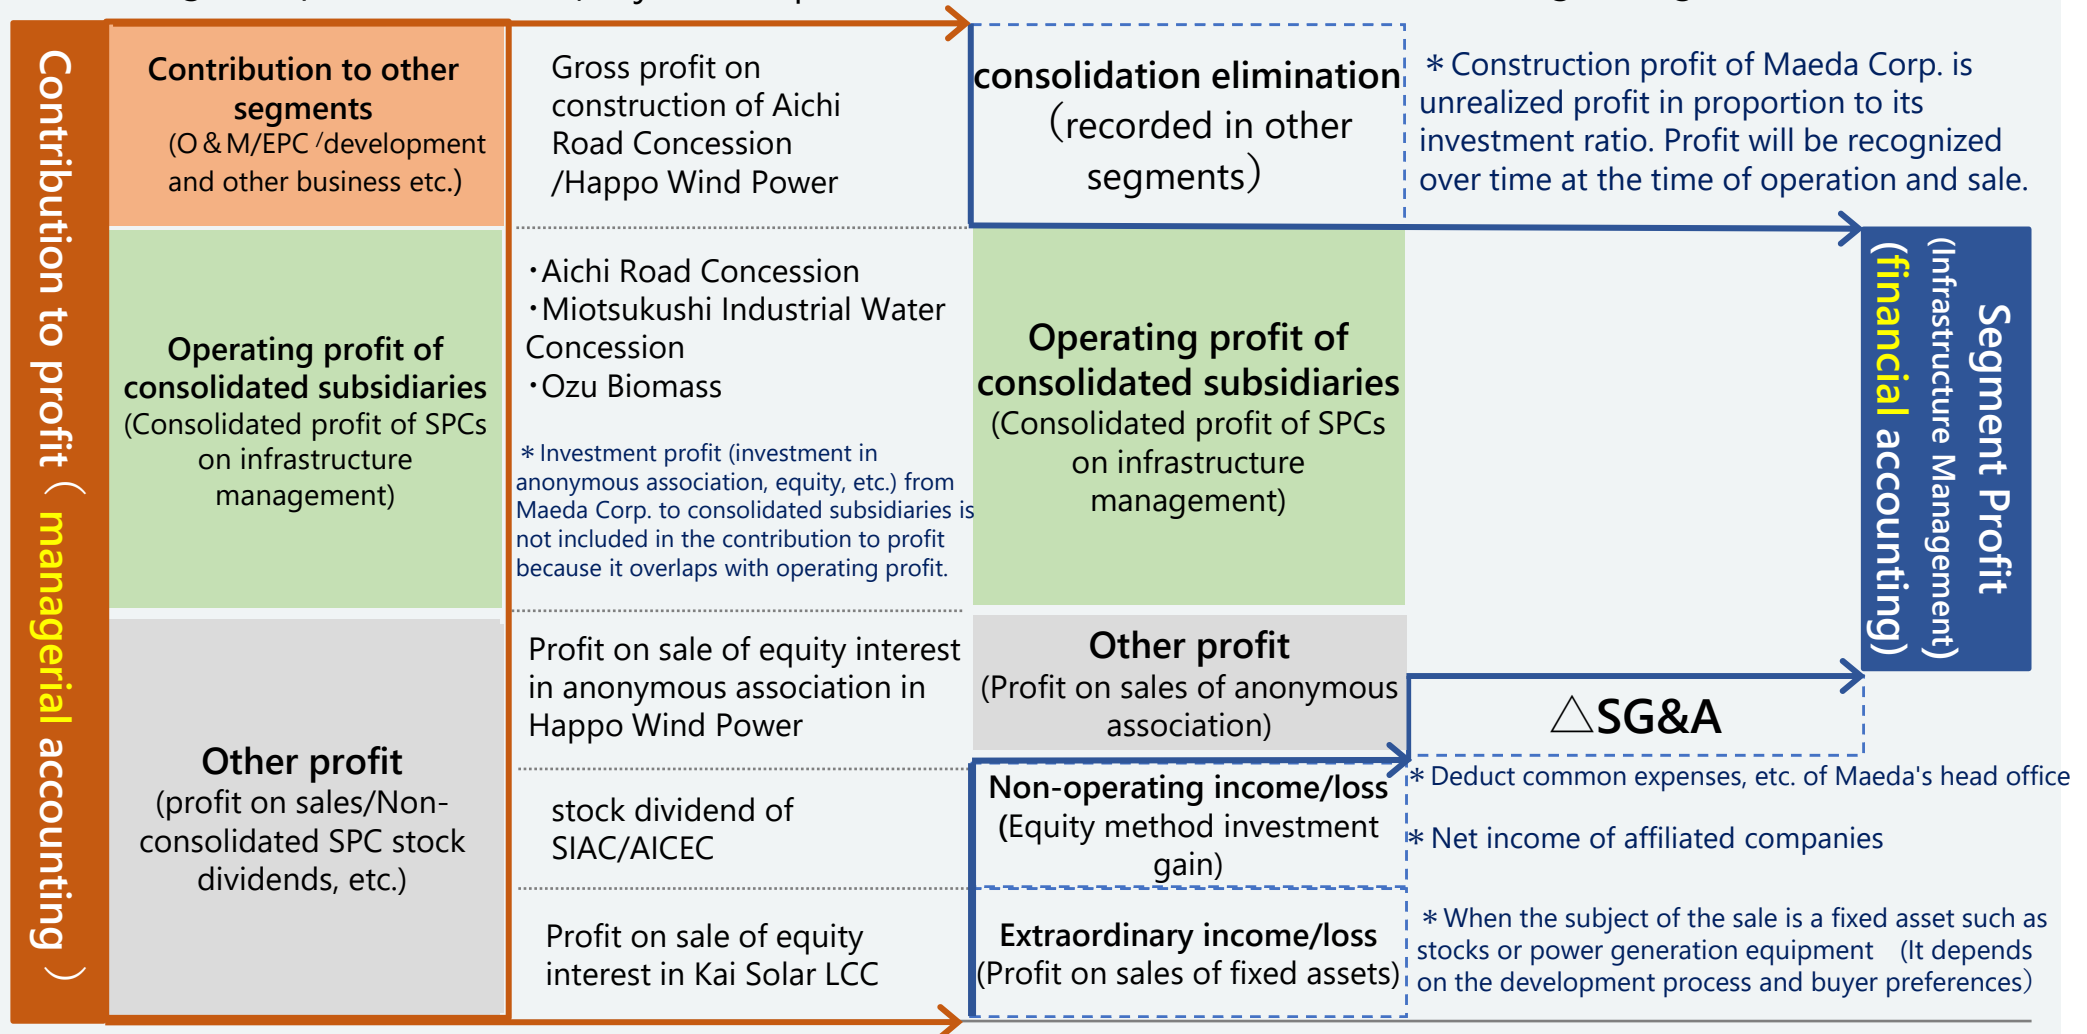 Contribution to profit（managerial accounting）
Contribution to other
segments
(O＆M/EPC /development
and other business etc.)
Gross profit on
construction of Aichi
Road Concession
/Happo Wind Power
consolidation elimination
（recorded in other
segments）
＊Construction profit of Maeda Corp. is
unrealized profit in proportion to its
investment ratio. Profit will be recognized
over time at the time of operation and sale.
Operating profit of
consolidated subsidiaries
(Consolidated profit of SPCs
on infrastructure
management)
・Aichi Road Concession
・Miotsukushi Industrial Water
Concession
・Ozu Biomass
＊Investment profit (investment in
anonymous association, equity, etc.) from
Maeda Corp. to consolidated subsidiaries is
not included in the contribution to profit
because it overlaps with operating profit.
Operating profit of
consolidated subsidiaries
(Consolidated profit of SPCs
on infrastructure
management)
Segment Profit
(Infrastructure Management)
(financial accounting)
Other profit
(profit on sales/Non-
consolidated SPC stock
dividends, etc.)
Profit on sale of equity interest
in anonymous association in
Happo Wind Power
Other profit
(Profit on sales of anonymous
association)
△SG&A
＊Deduct common expenses, etc. of Maeda's head office
stock dividend of
SIAC/AICEC
Non-operating income/loss
(Equity method investment
gain)
＊Net income of affiliated companies
Profit on sale of equity
interest in Kai Solar LCC
Extraordinary income/loss
(Profit on sales of fixed assets)
＊When the subject of the sale is a fixed asset such as
stocks or power generation equipment　(It depends
on the development process and buyer preferences）